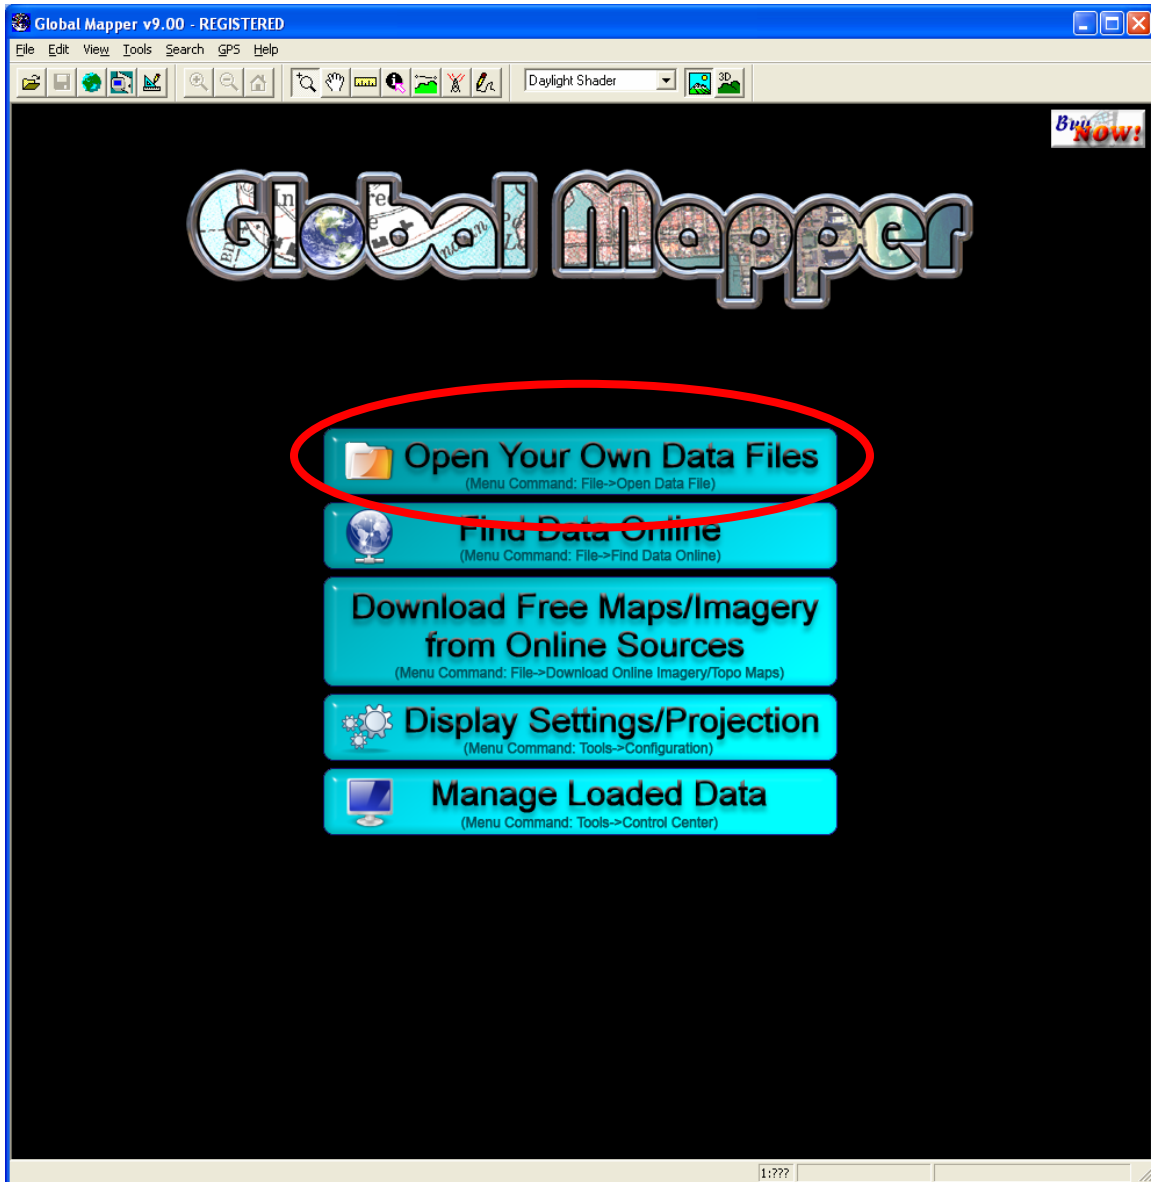 Global Mapper v9.00 - REGISTERED
File Edit View Tools Search GPS Help
Daylight Shader
3D
Buy NOW!
Global Mapper
Open Your Own Data Files
(Menu Command: File->Open Data File)
Find Data Online
(Menu Command: File->Find Data Online)
Download Free Maps/Imagery
from Online Sources
(Menu Command: File->Download Online Imagery/Topo Maps)
Display Settings/Projection
(Menu Command: Tools->Configuration)
Manage Loaded Data
(Menu Command: Tools->Control Center)
1:???